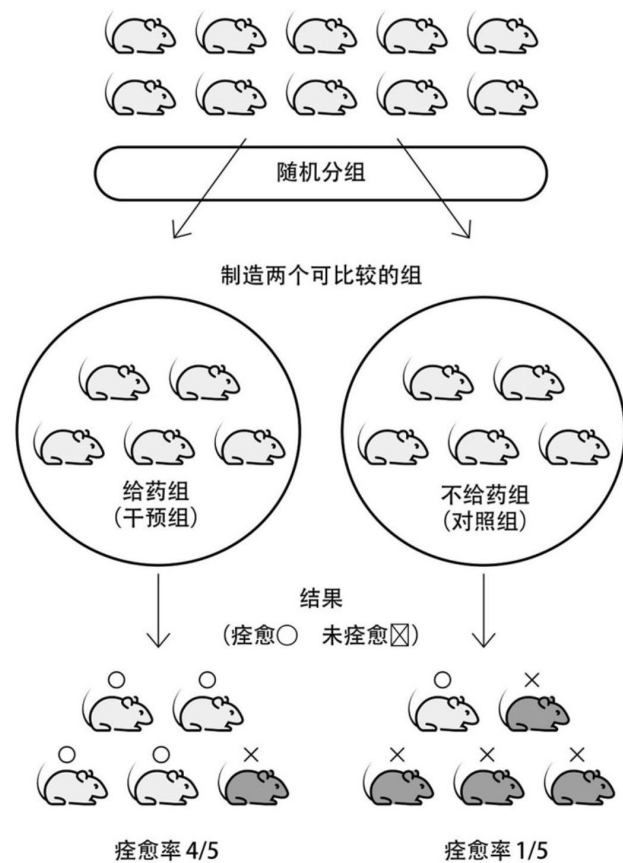 随机分组
制造两个可比较的组
给药组
（干预组）
不给药组
（对照组）
结果
（痊愈○ 未痊愈☒）
○ ○
○ ○ ×
○ ×
× × ×
痊愈率 4/5
痊愈率 1/5